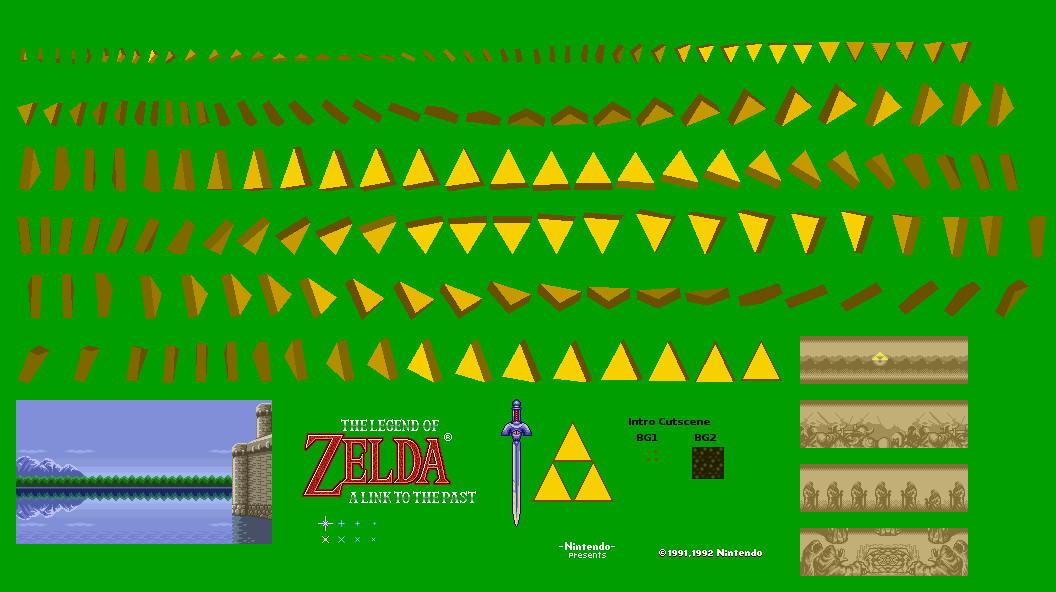 THE LEGEND OF
ZELDA®
A LINK TO THE PAST
Intro Cutscene
BG1 BG2
-Nintendo-
Presents
©1991,1992 Nintendo